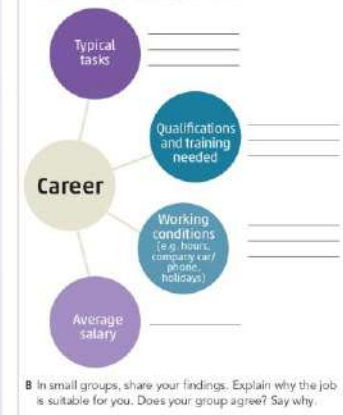 Typical
tasks
Qualifications
and training
needed
Career
Working
conditions
(e.g. hours,
company car/
phone,
holidays)
Average
salary
B In small groups, share your findings. Explain why the job
is suitable for you. Does your group agree? Say why.